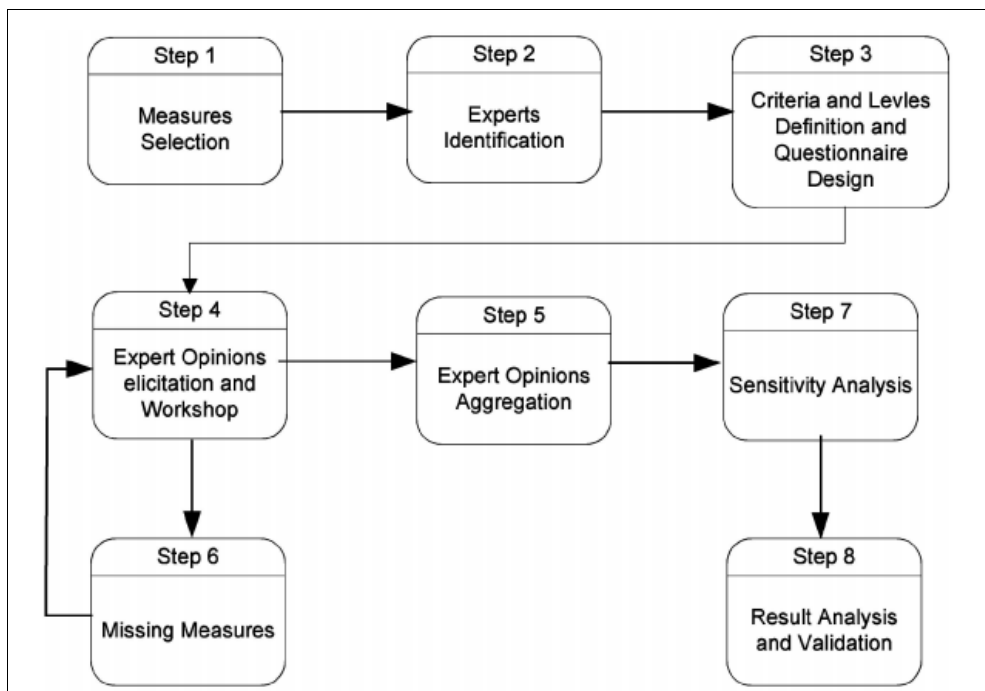 Step 1
Measures
Selection
Step 2
Experts
Identification
Step 3
Criteria and Levles
Definition and
Questionnaire
Design
Step 4
Expert Opinions
elicitation and
Workshop
Step 5
Expert Opinions
Aggregation
Step 7
Sensitivity Analysis
Step 6
Missing Measures
Step 8
Result Analysis
and Validation